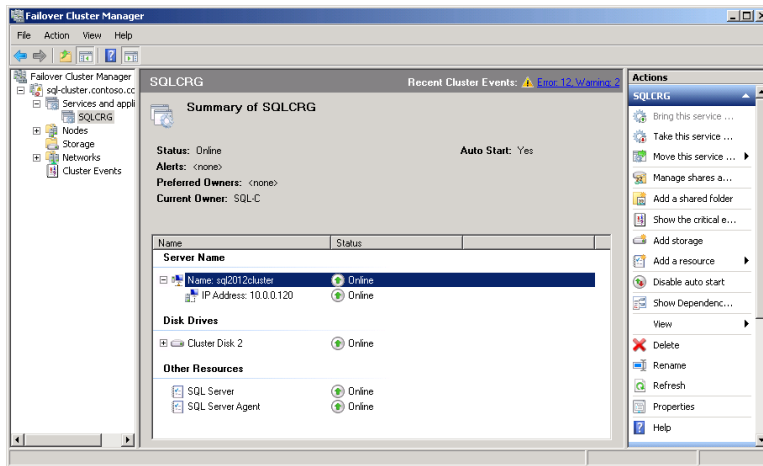 Failover Cluster Manager
File Action View Help
Failover Cluster Manager
sql-cluster.contoso.cc
Services and appli
SQLCRG
Nodes
Storage
Networks
Cluster Events
SQLCRG
Recent Cluster Events: Error: 12, Warning: 2
Summary of SQLCRG
Status: Online
Auto Start: Yes
Alerts: <none>
Preferred Owners: <none>
Current Owner: SQL-C
Name Status
Server Name
Name: sql2012cluster Online
IP Address: 10.0.0.120 Online
Disk Drives
Cluster Disk 2 Online
Other Resources
SQL Server Online
SQL Server Agent Online
Actions
SQLCRG
Bring this service ...
Take this service ...
Move this service ...
Manage shares a...
Add a shared folder
Show the critical e...
Add storage
Add a resource
Disable auto start
Show Dependenc...
View
Delete
Rename
Refresh
Properties
Help